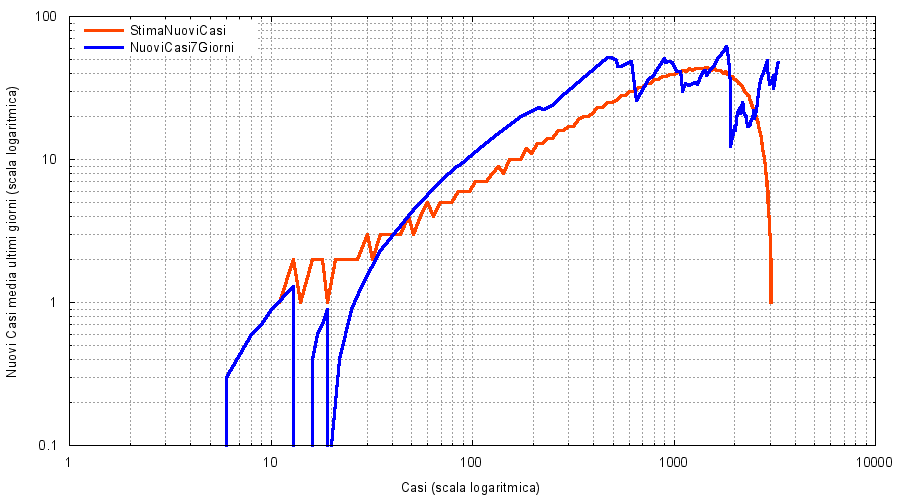 100
StimaNuoviCasi
NuoviCasi7Giorni
10
1
0.1
Nuovi Casi media ultimi giorni (scala logaritmica)
1
10
100
1000
10000
Casi (scala logaritmica)